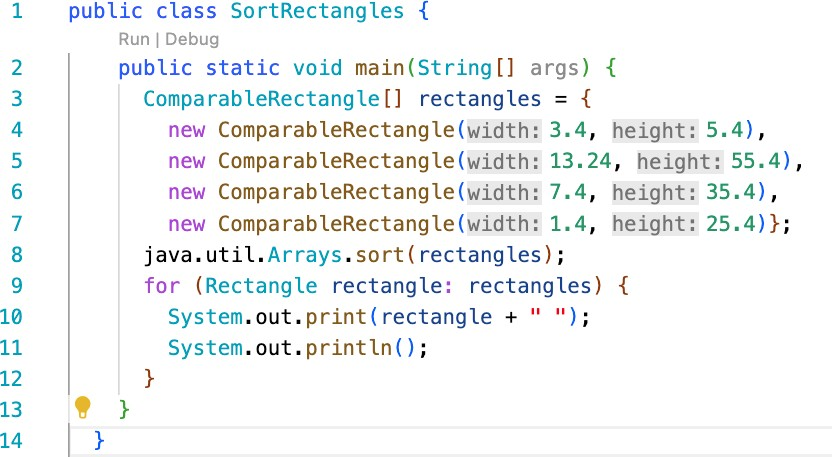 1 public class SortRectangles {
Run | Debug
2 public static void main(String[] args) {
3 ComparableRectangle[] rectangles = {
4 new ComparableRectangle(width: 3.4, height: 5.4),
5 new ComparableRectangle(width: 13.24, height: 55.4),
6 new ComparableRectangle(width: 7.4, height: 35.4),
7 new ComparableRectangle(width: 1.4, height: 25.4)};
8 java.util.Arrays.sort(rectangles);
9 for (Rectangle rectangle: rectangles) {
10 System.out.print(rectangle + " ");
11 System.out.println();
12 }
13 }
14 }